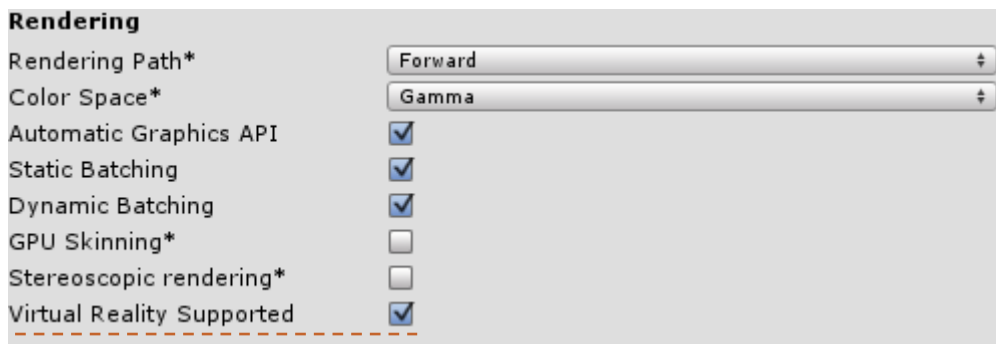 Rendering
Rendering Path* Forward
Color Space* Gamma
Automatic Graphics API
Static Batching
Dynamic Batching
GPU Skinning*
Stereoscopic rendering*
Virtual Reality Supported